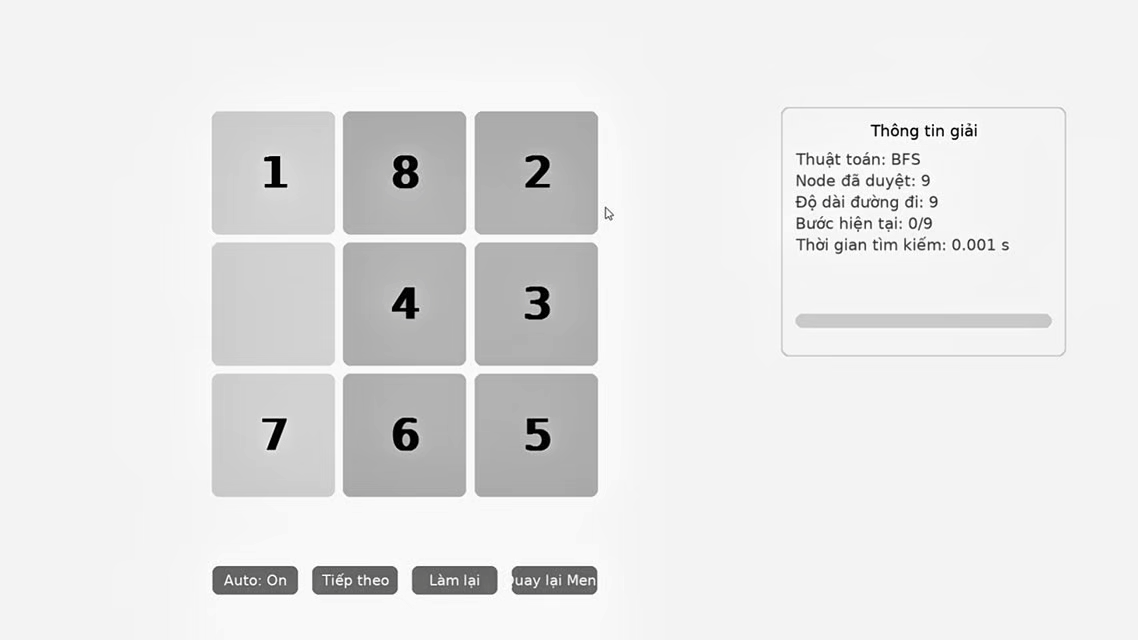 1 8 2
4 3
7 6 5
Thông tin giải
Thuật toán: BFS
Node đã duyệt: 9
Độ dài đường đi: 9
Bước hiện tại: 0/9
Thời gian tìm kiếm: 0.001 s
Auto: On
Tiếp theo
Làm lại
uay lại Men